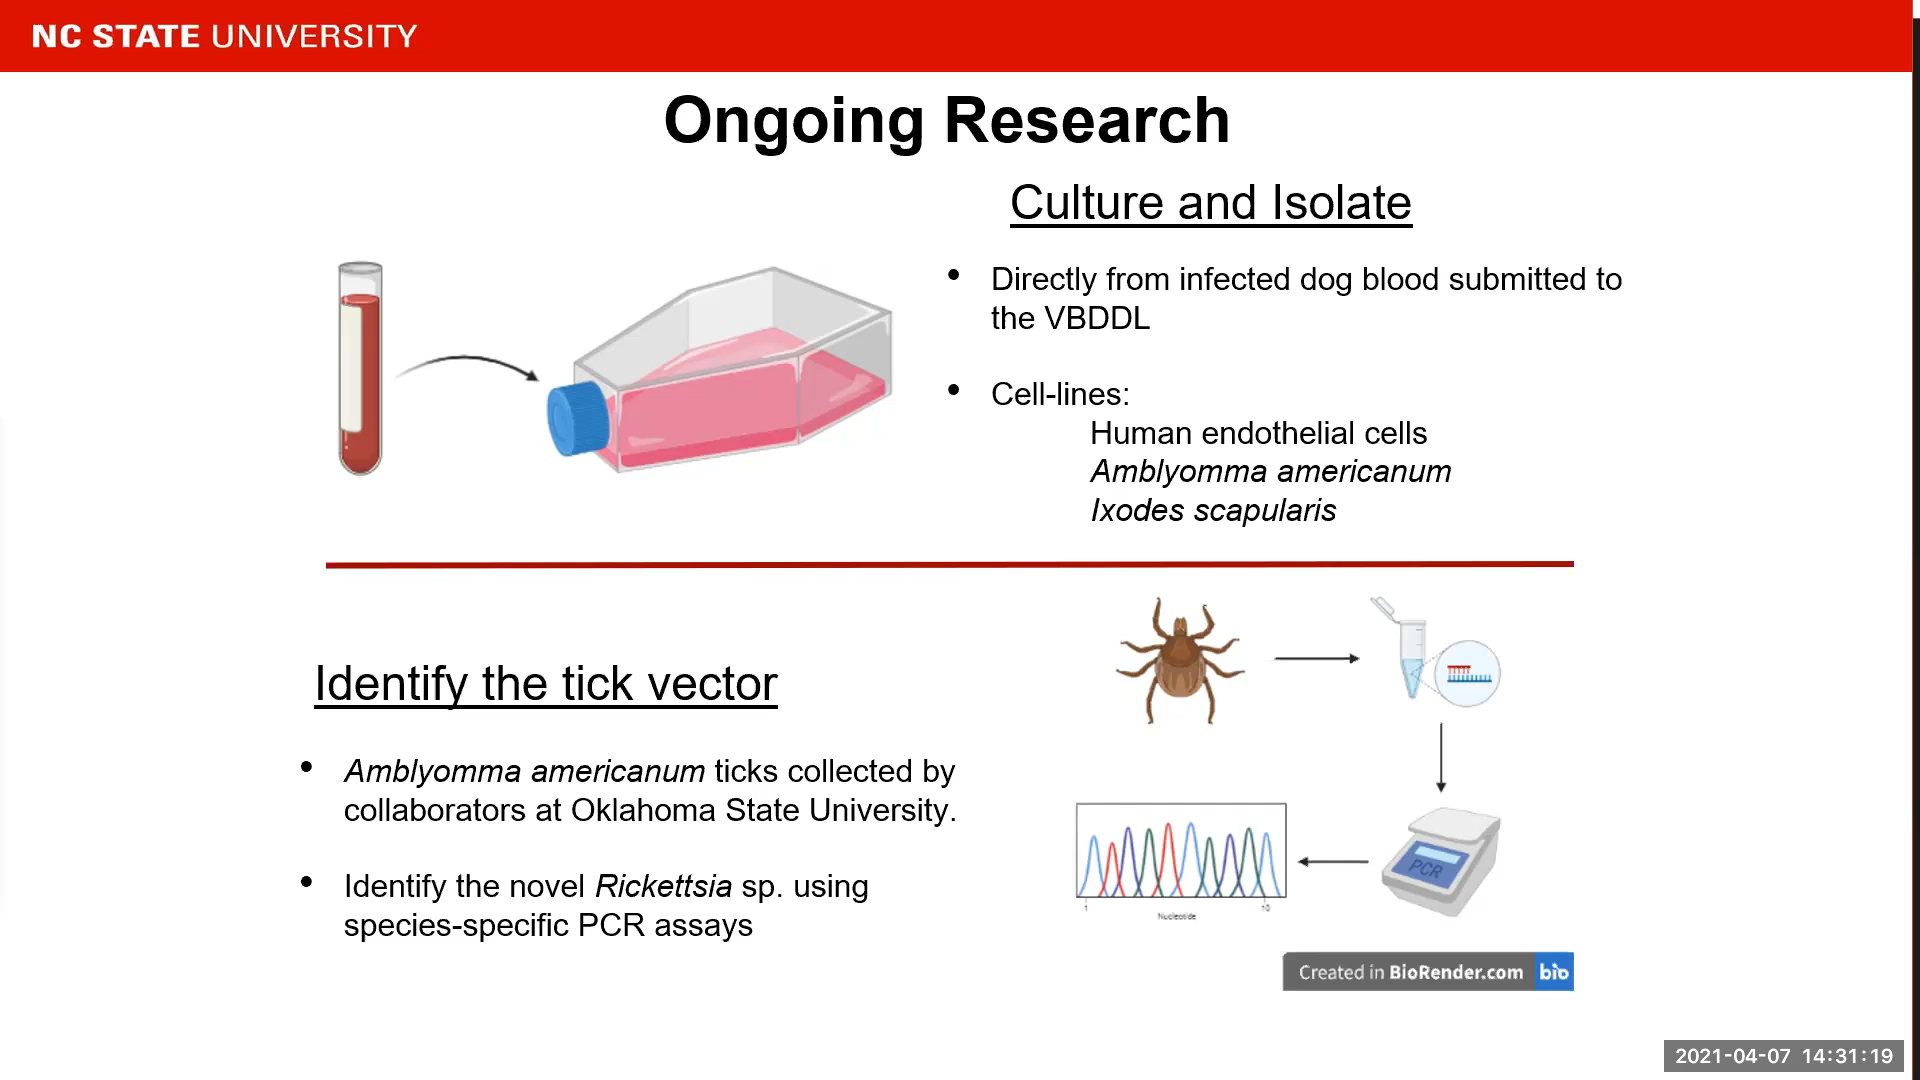 NC STATE UNIVERSITY
Ongoing Research
Culture and Isolate
• Directly from infected dog blood submitted to
the VBDDL
• Cell-lines:
Human endothelial cells
Amblyomma americanum
Ixodes scapularis
Identify the tick vector
• Amblyomma americanum ticks collected by
collaborators at Oklahoma State University.
• Identify the novel Rickettsia sp. using
species-specific PCR assays
PCR
1 10
Nucleotide
Created in BioRender.com bio
2021-04-07 14:31:19